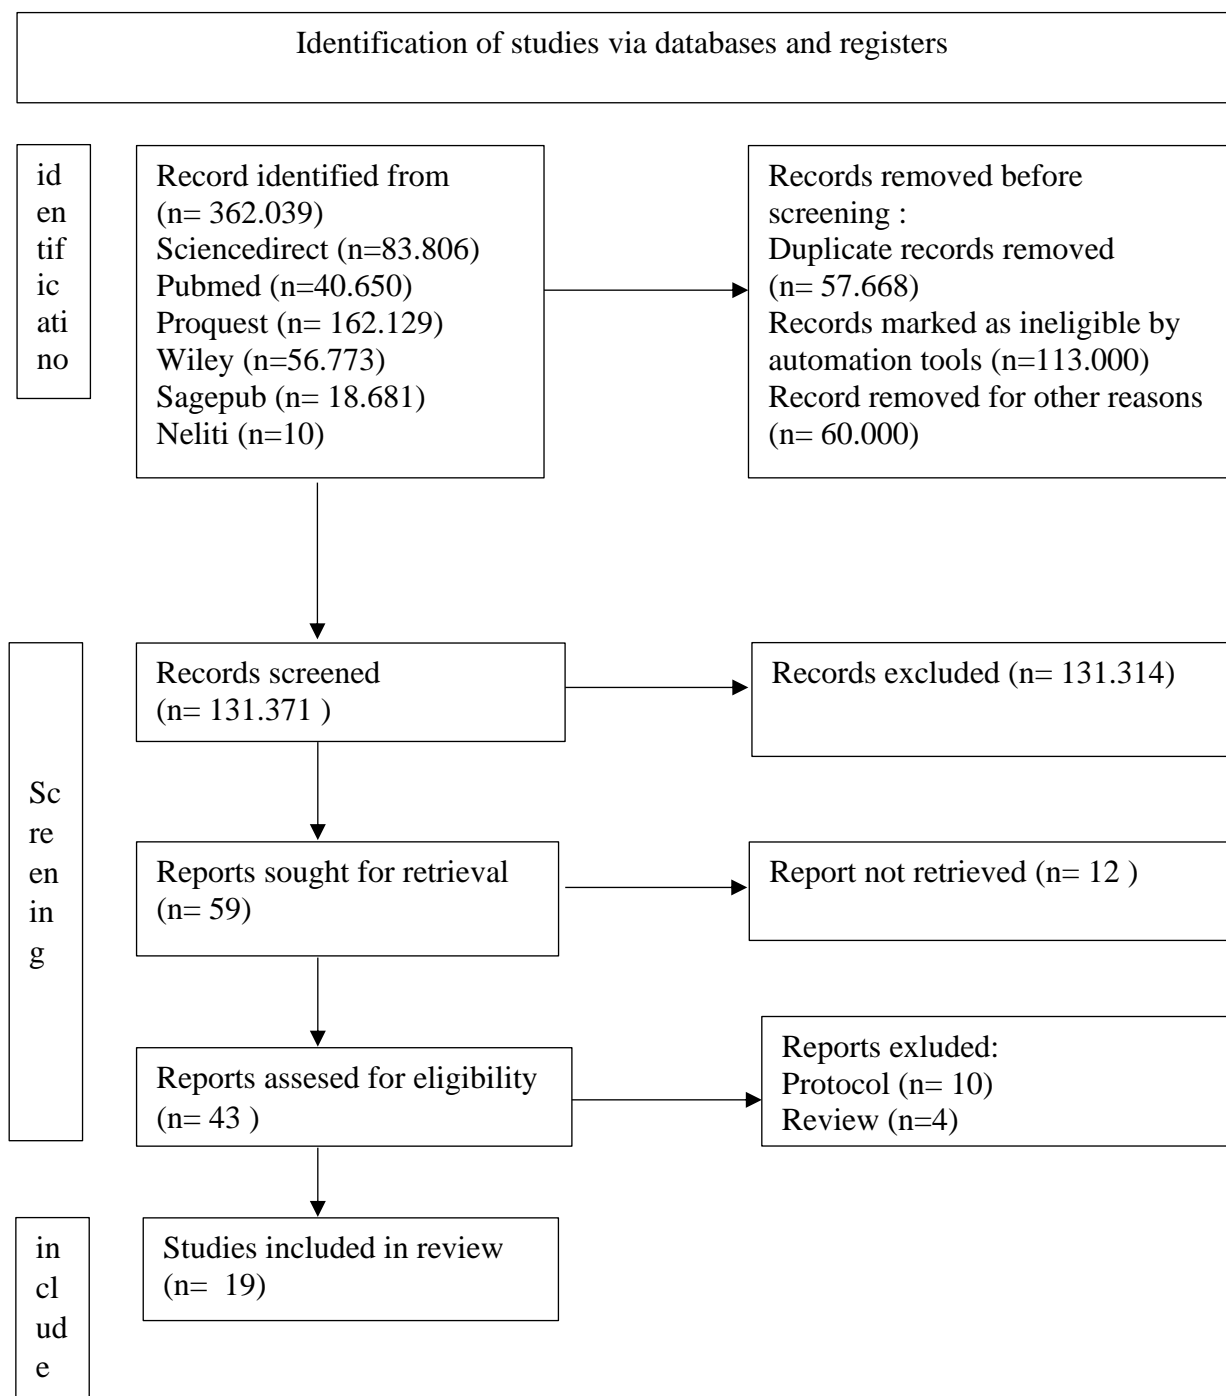 Identification of studies via databases and registers
id
en
tif
ic
ati
no
Record identified from
(n= 362.039)
Sciencedirect (n=83.806)
Pubmed (n=40.650)
Proquest (n= 162.129)
Wiley (n=56.773)
Sagepub (n= 18.681)
Neliti (n=10)
Records removed before
screening :
Duplicate records removed
(n= 57.668)
Records marked as ineligible by
automation tools (n=113.000)
Record removed for other reasons
(n= 60.000)
Sc
re
en
in
g
Records screened
(n= 131.371 )
Records excluded (n= 131.314)
Reports sought for retrieval
(n= 59)
Report not retrieved (n= 12 )
Reports assesed for eligibility
(n= 43 )
Reports exluded:
Protocol (n= 10)
Review (n=4)
in
cl
ud
e
Studies included in review
(n=  19)